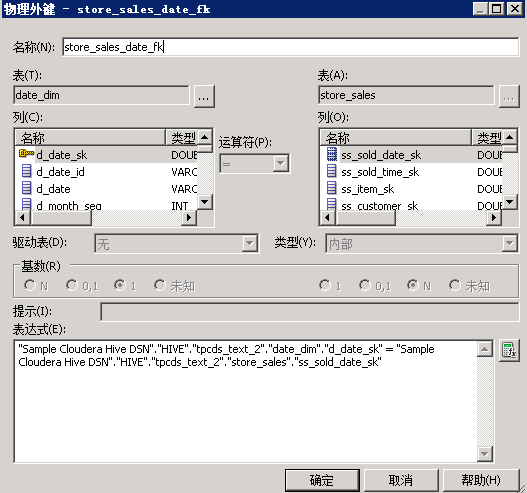 物理外键 - store_sales_date_fk
名称(N): store_sales_date_fk
表(T):
表(A):
date_dim ...
store_sales ...
列(C):
列(O):
运算符(P):
=
名称 类型
d_date_sk DOUE
d_date_id VARC
d_date VARC
d_month_seq INT
名称 类型
ss_sold_date_sk DOUE
ss_sold_time_sk DOUE
ss_item_sk DOUE
ss_customer_sk DOUE
驱动表(D): 无 类型(Y): 内部
基数(R)
N 0,1 1 未知 1 0,1 N 未知
提示(I):
表达式(E):
"Sample Cloudera Hive DSN"."HIVE"."tpcds_text_2"."date_dim"."d_date_sk" = "Sample
Cloudera Hive DSN"."HIVE"."tpcds_text_2"."store_sales"."ss_sold_date_sk"
确定 取消 帮助(H)